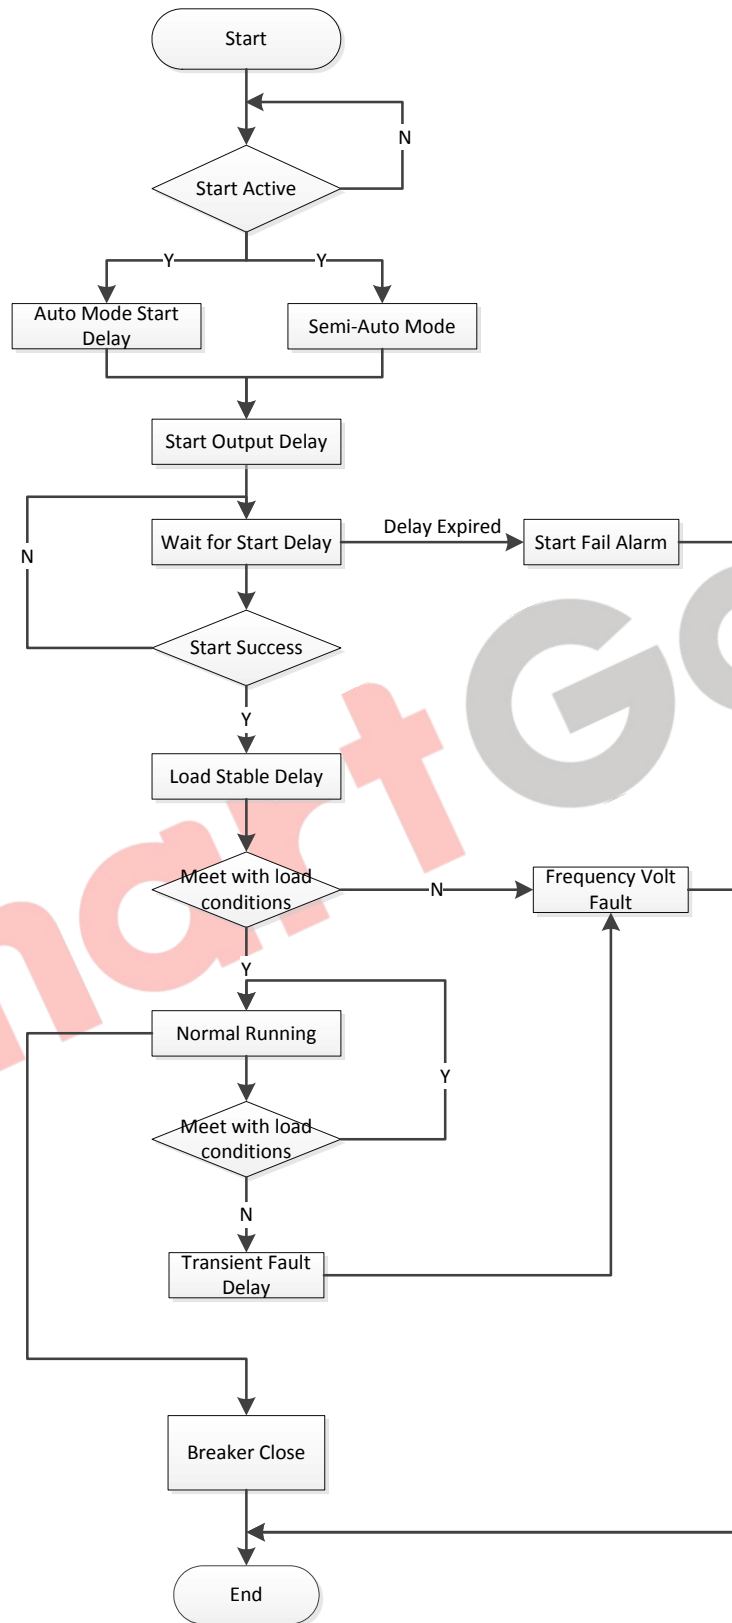 Start
N
Start Active
Y
Y
Auto Mode Start
Delay
Semi-Auto Mode
Start Output Delay
Wait for Start Delay
Delay Expired
Start Fail Alarm
N
Start Success
Y
Load Stable Delay
Meet with load
conditions
N
Frequency Volt
Fault
Y
Normal Running
Y
Meet with load
conditions
N
Transient Fault
Delay
Breaker Close
End